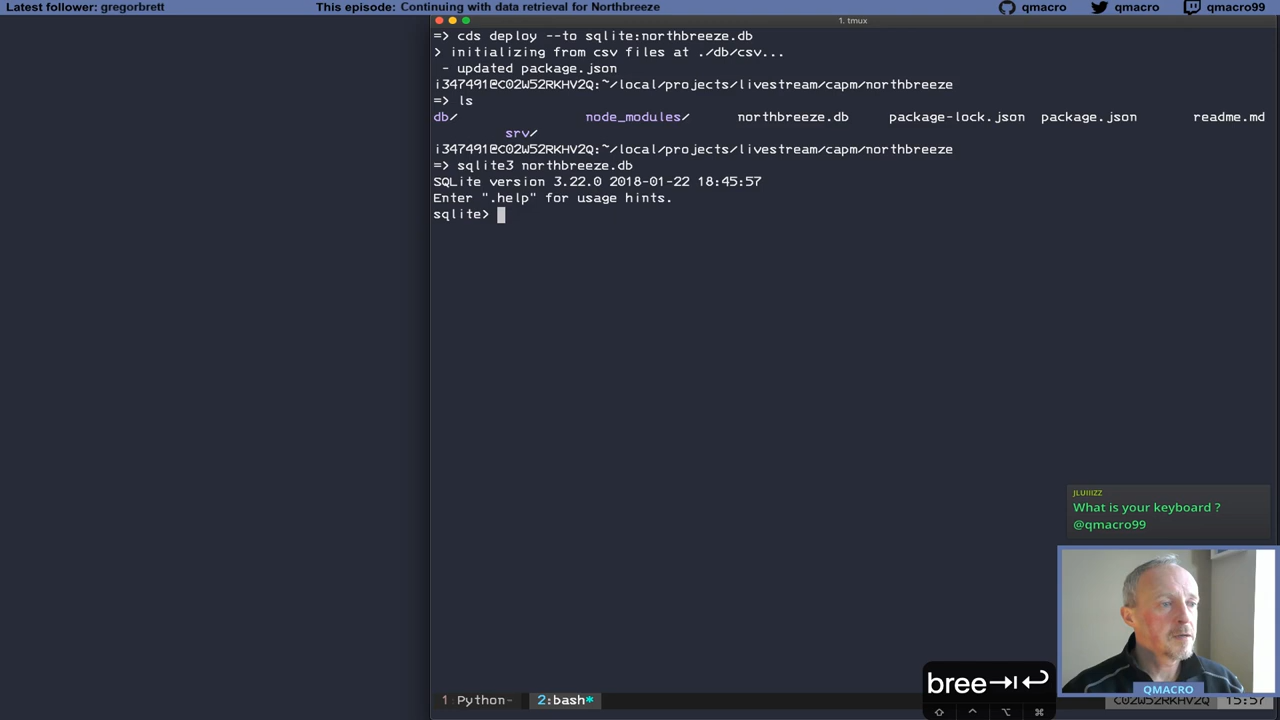 Latest follower: gregorbrett
This episode: Continuing with data retrieval for Northbreeze
qmacro
qmacro
qmacro99
1. tmux
=> cds deploy --to sqlite:northbreeze.db
> initializing from csv files at ./db/csv...
- updated package.json
i347491@C02W52RKHV2Q:~/local/projects/livestream/capm/northbreeze
=> ls
db/ node_modules/ northbreeze.db package-lock.json package.json readme.md
srv/
i347491@C02W52RKHV2Q:~/local/projects/livestream/capm/northbreeze
=> sqlite3 northbreeze.db
SQLite version 3.22.0 2018-01-22 18:45:57
Enter ".help" for usage hints.
sqlite>
JLUIIIZZ
What is your keyboard ?
@qmacro99
bree⇥↩
⇧ ^ ⌥ ⌘
QMACRO
1 Python- 2:bash* C02W52RKHV2Q 15:57